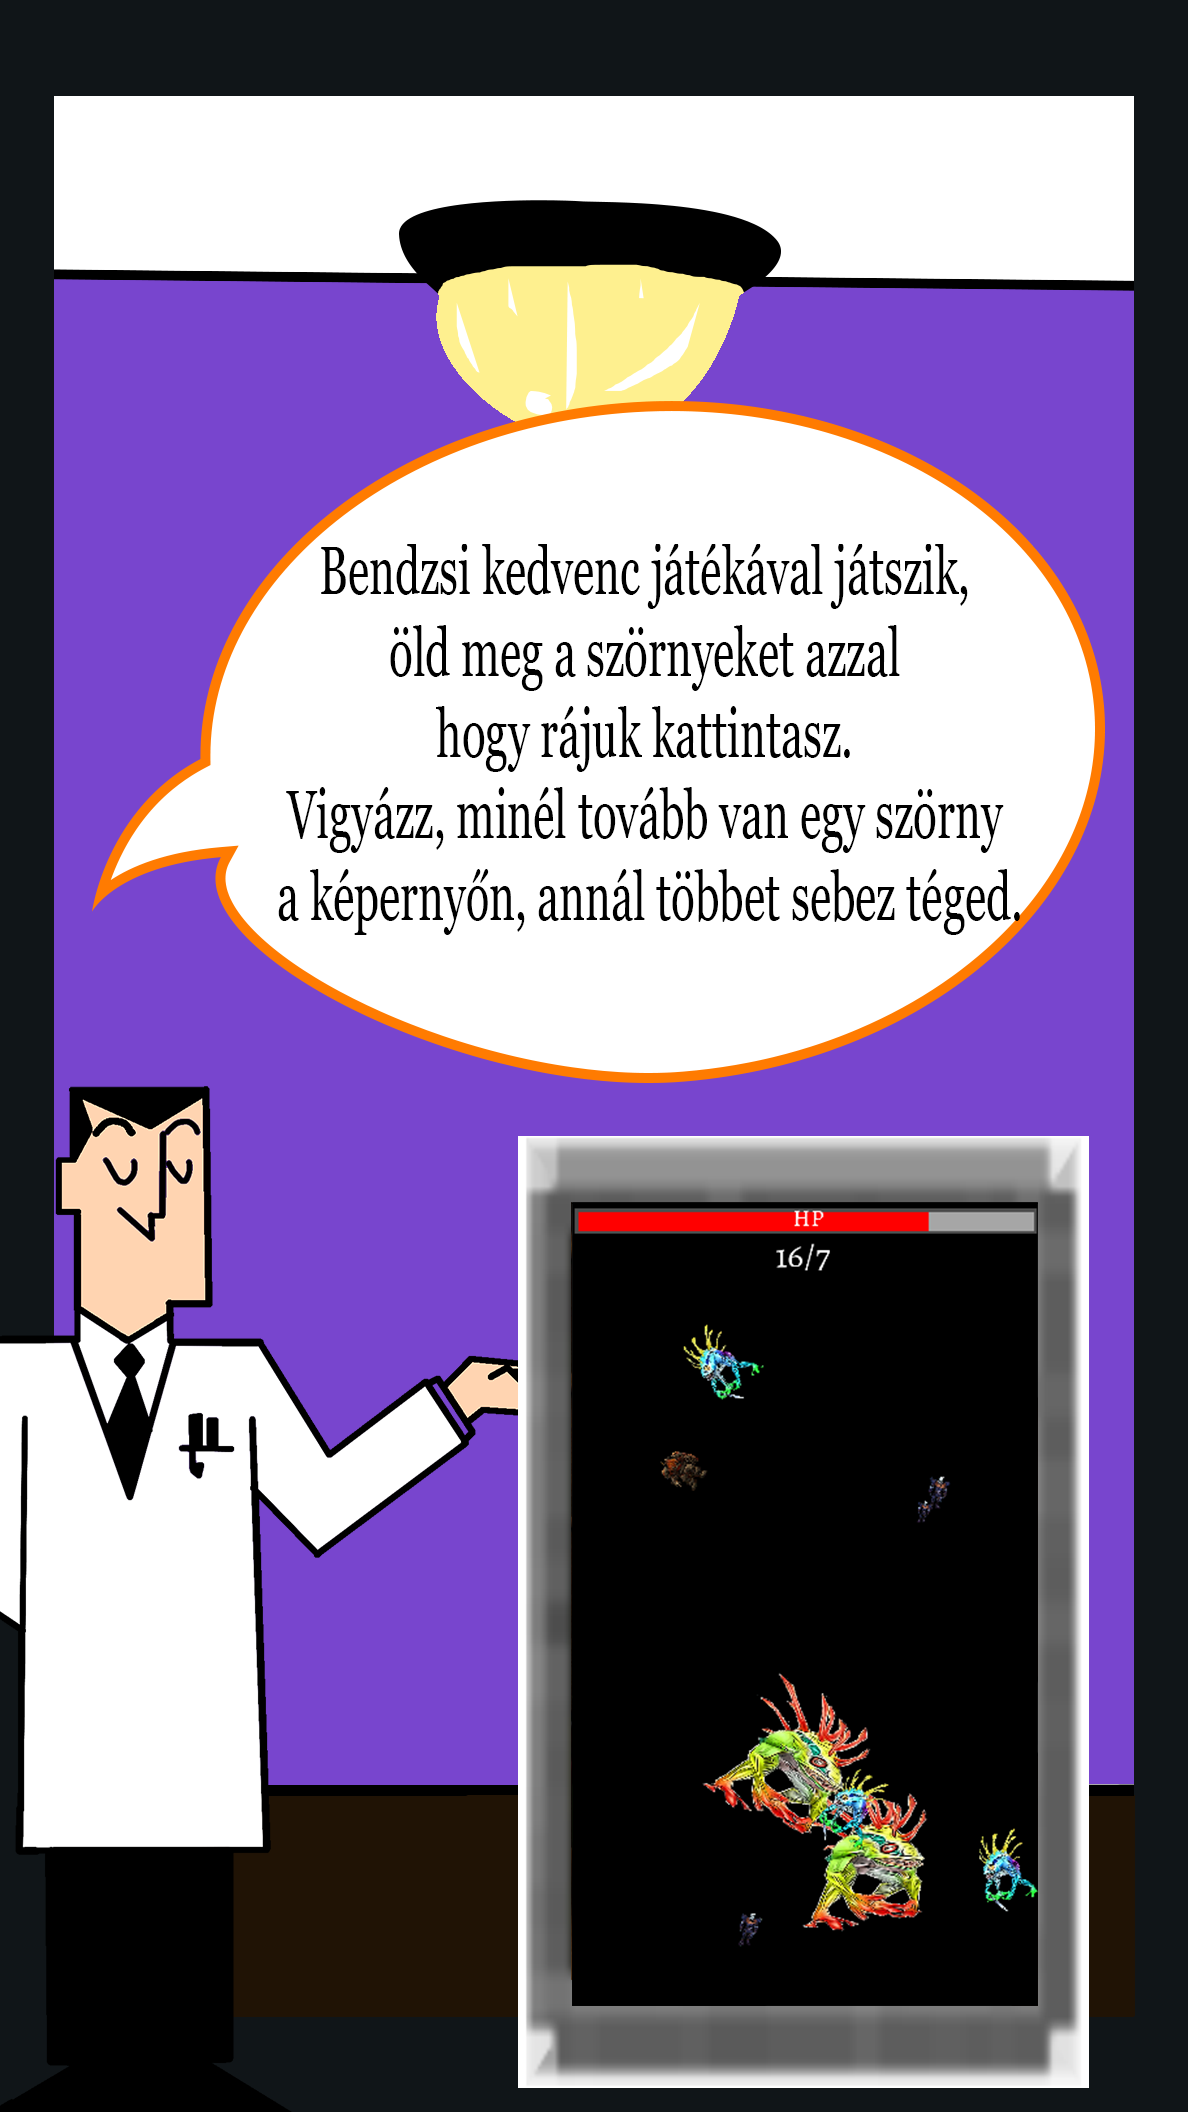 Bendzsi kedvenc játékával játszik,
öld meg a szörnyeket azzal
hogy rájuk kattintasz.
Vigyázz, minél tovább van egy szörny
a képernyőn, annál többet sebez téged.
HP
16/7